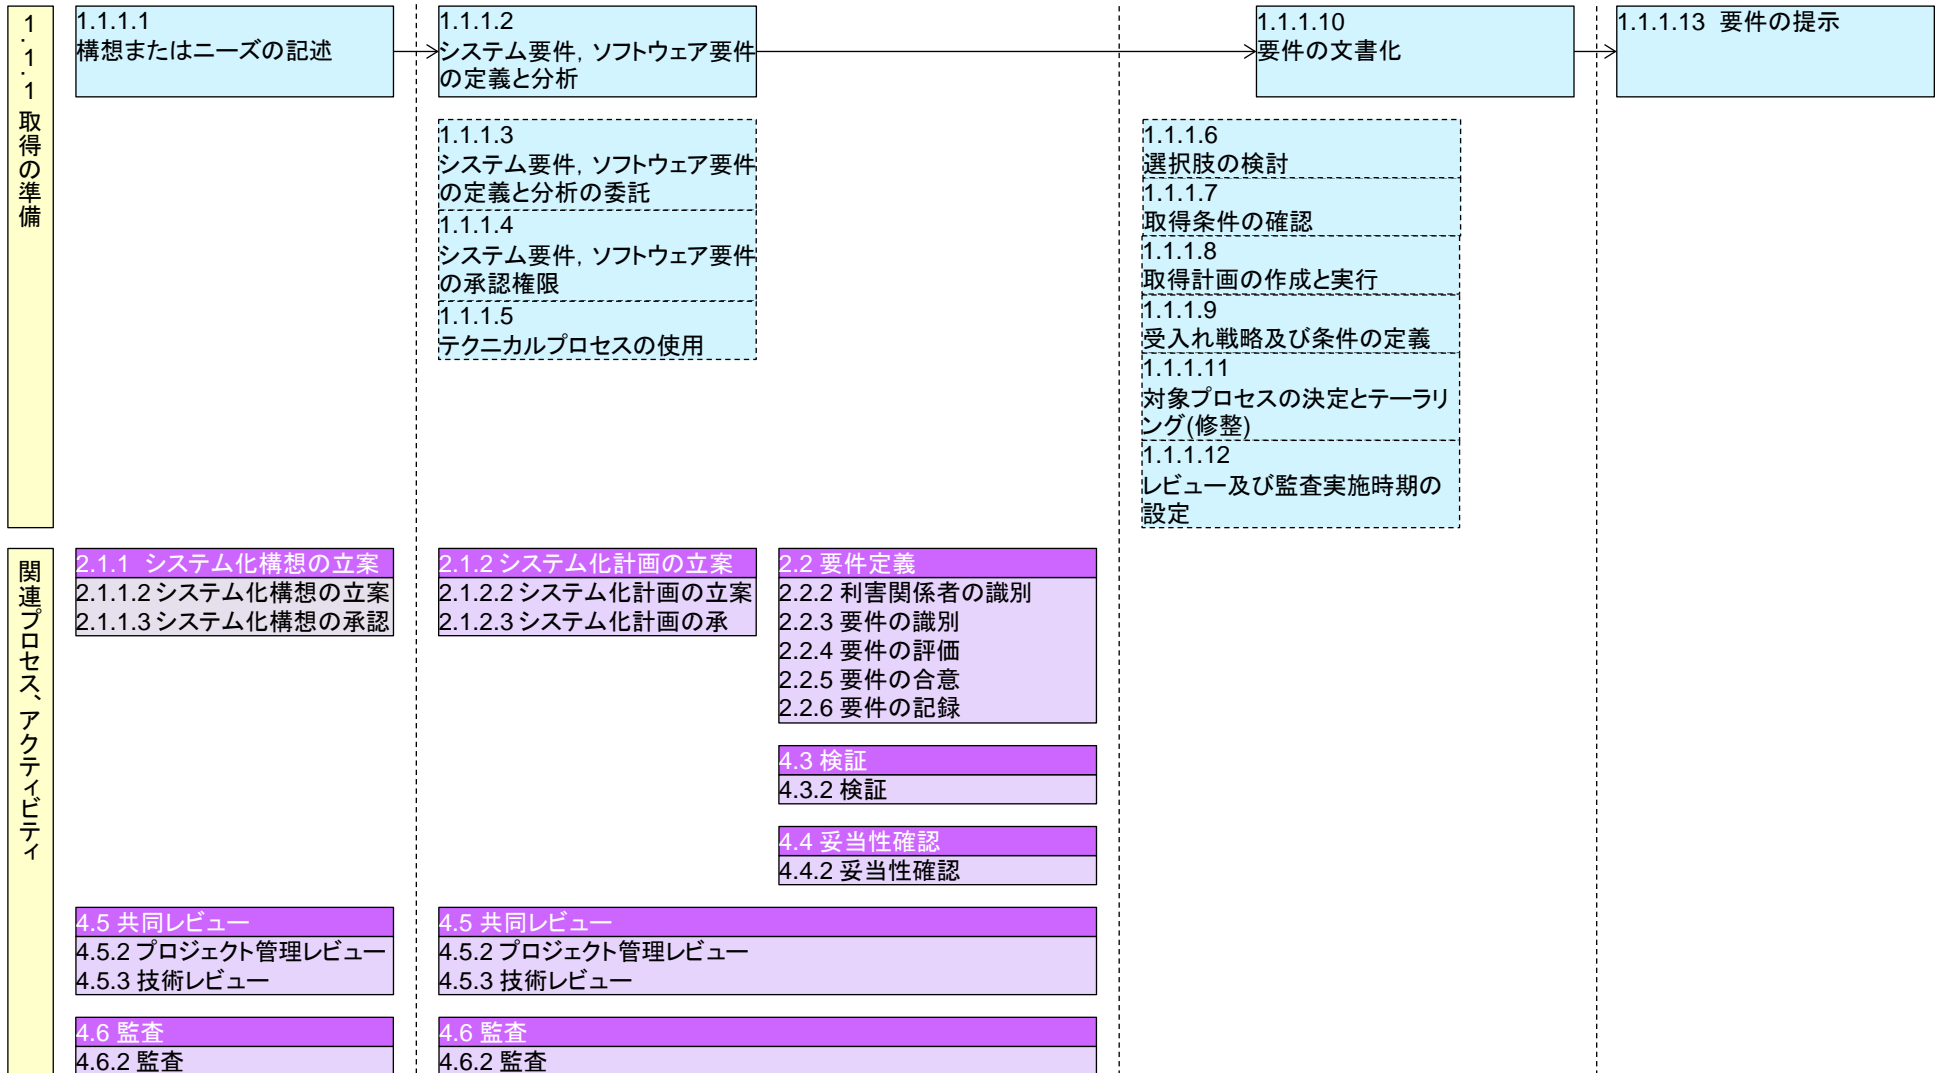 1.1.1 取得の準備
1.1.1.1
構想またはニーズの記述
1.1.1.2
システム要件, ソフトウェア要件
の定義と分析
1.1.1.10
要件の文書化
1.1.1.13 要件の提示
1.1.1.3
システム要件, ソフトウェア要件
の定義と分析の委託
1.1.1.4
システム要件, ソフトウェア要件
の承認権限
1.1.1.5
テクニカルプロセスの使用
1.1.1.6
選択肢の検討
1.1.1.7
取得条件の確認
1.1.1.8
取得計画の作成と実行
1.1.1.9
受入れ戦略及び条件の定義
1.1.1.11
対象プロセスの決定とテーラリ
ング(修整)
1.1.1.12
レビュー及び監査実施時期の
設定
関連プロセス、アクティビティ
2.1.1 システム化構想の立案
2.1.1.2 システム化構想の立案
2.1.1.3 システム化構想の承認
2.1.2 システム化計画の立案
2.1.2.2 システム化計画の立案
2.1.2.3 システム化計画の承
2.2 要件定義
2.2.2 利害関係者の識別
2.2.3 要件の識別
2.2.4 要件の評価
2.2.5 要件の合意
2.2.6 要件の記録
4.3 検証
4.3.2 検証
4.4 妥当性確認
4.4.2 妥当性確認
4.5 共同レビュー
4.5.2 プロジェクト管理レビュー
4.5.3 技術レビュー
4.5 共同レビュー
4.5.2 プロジェクト管理レビュー
4.5.3 技術レビュー
4.6 監査
4.6.2 監査
4.6 監査
4.6.2 監査